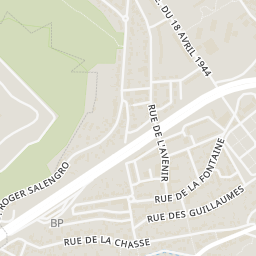 E. DU 18 AVRIL 1944
RUE DE L'AVENIR
RUE DE LA FONTAINE
ROGER SALENGRO
RUE DES GUILLAUMES
BP
RUE DE LA CHASSE